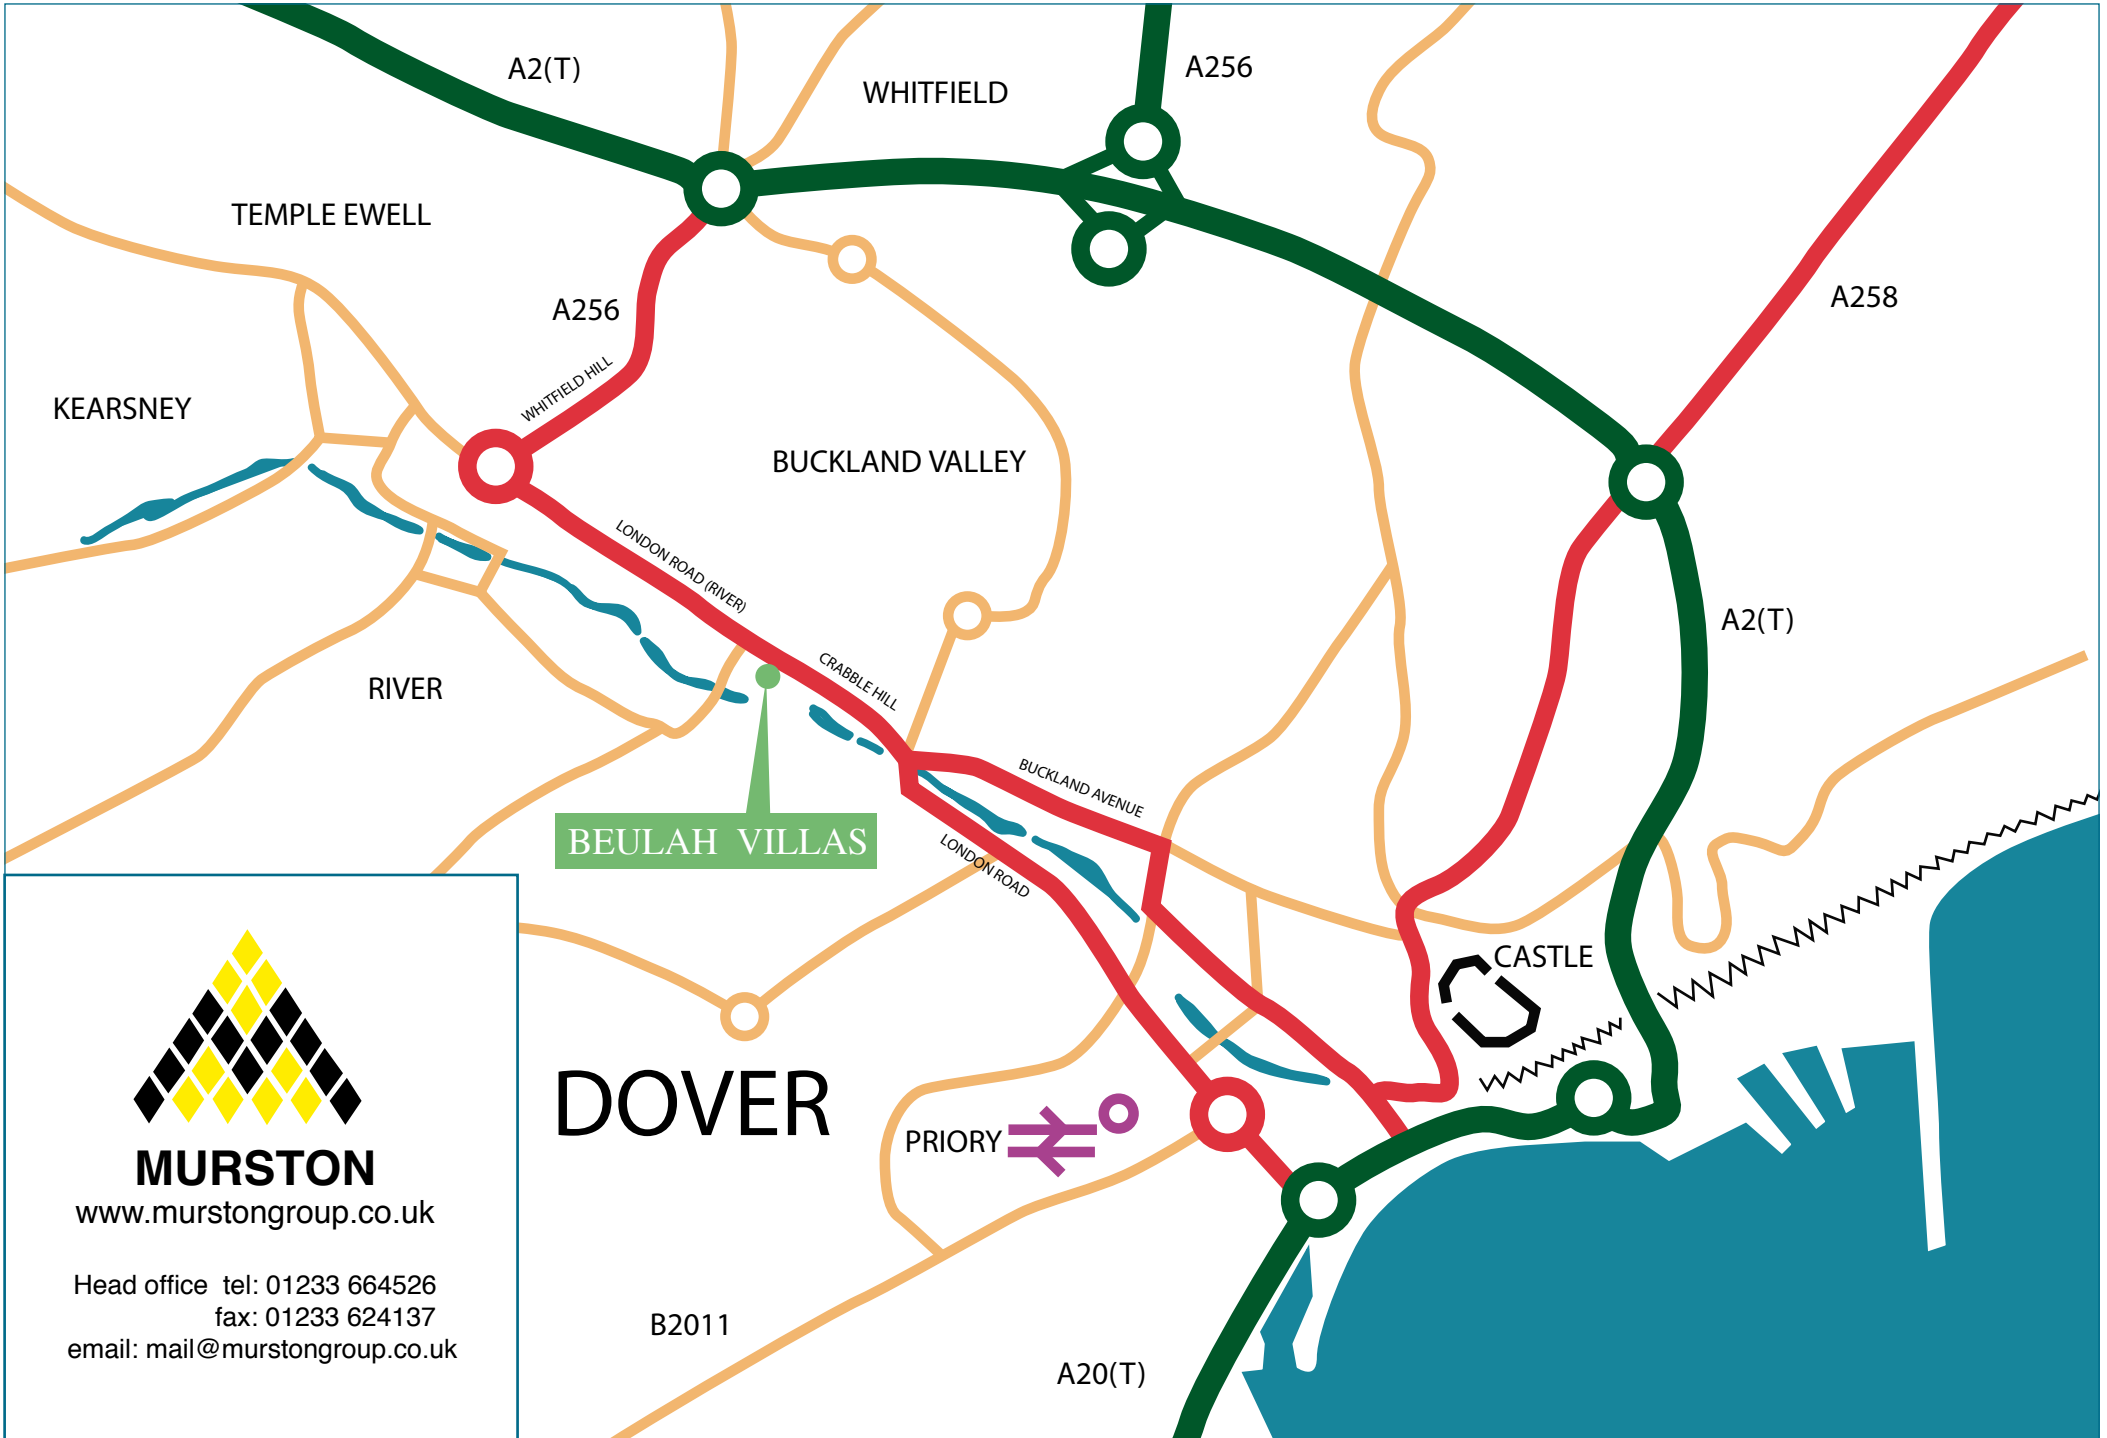 A2(T)
WHITFIELD
A256
TEMPLE EWELL
A256
A258
WHITFIELD HILL
KEARSNEY
BUCKLAND VALLEY
LONDON ROAD (RIVER)
A2(T)
RIVER
CRABBLE HILL
BUCKLAND AVENUE
BEULAH VILLAS
LONDON ROAD
CASTLE
DOVER
PRIORY
B2011
A20(T)
MURSTON
www.murstongroup.co.uk
Head office tel: 01233 664526
fax: 01233 624137
email: mail@murstongroup.co.uk